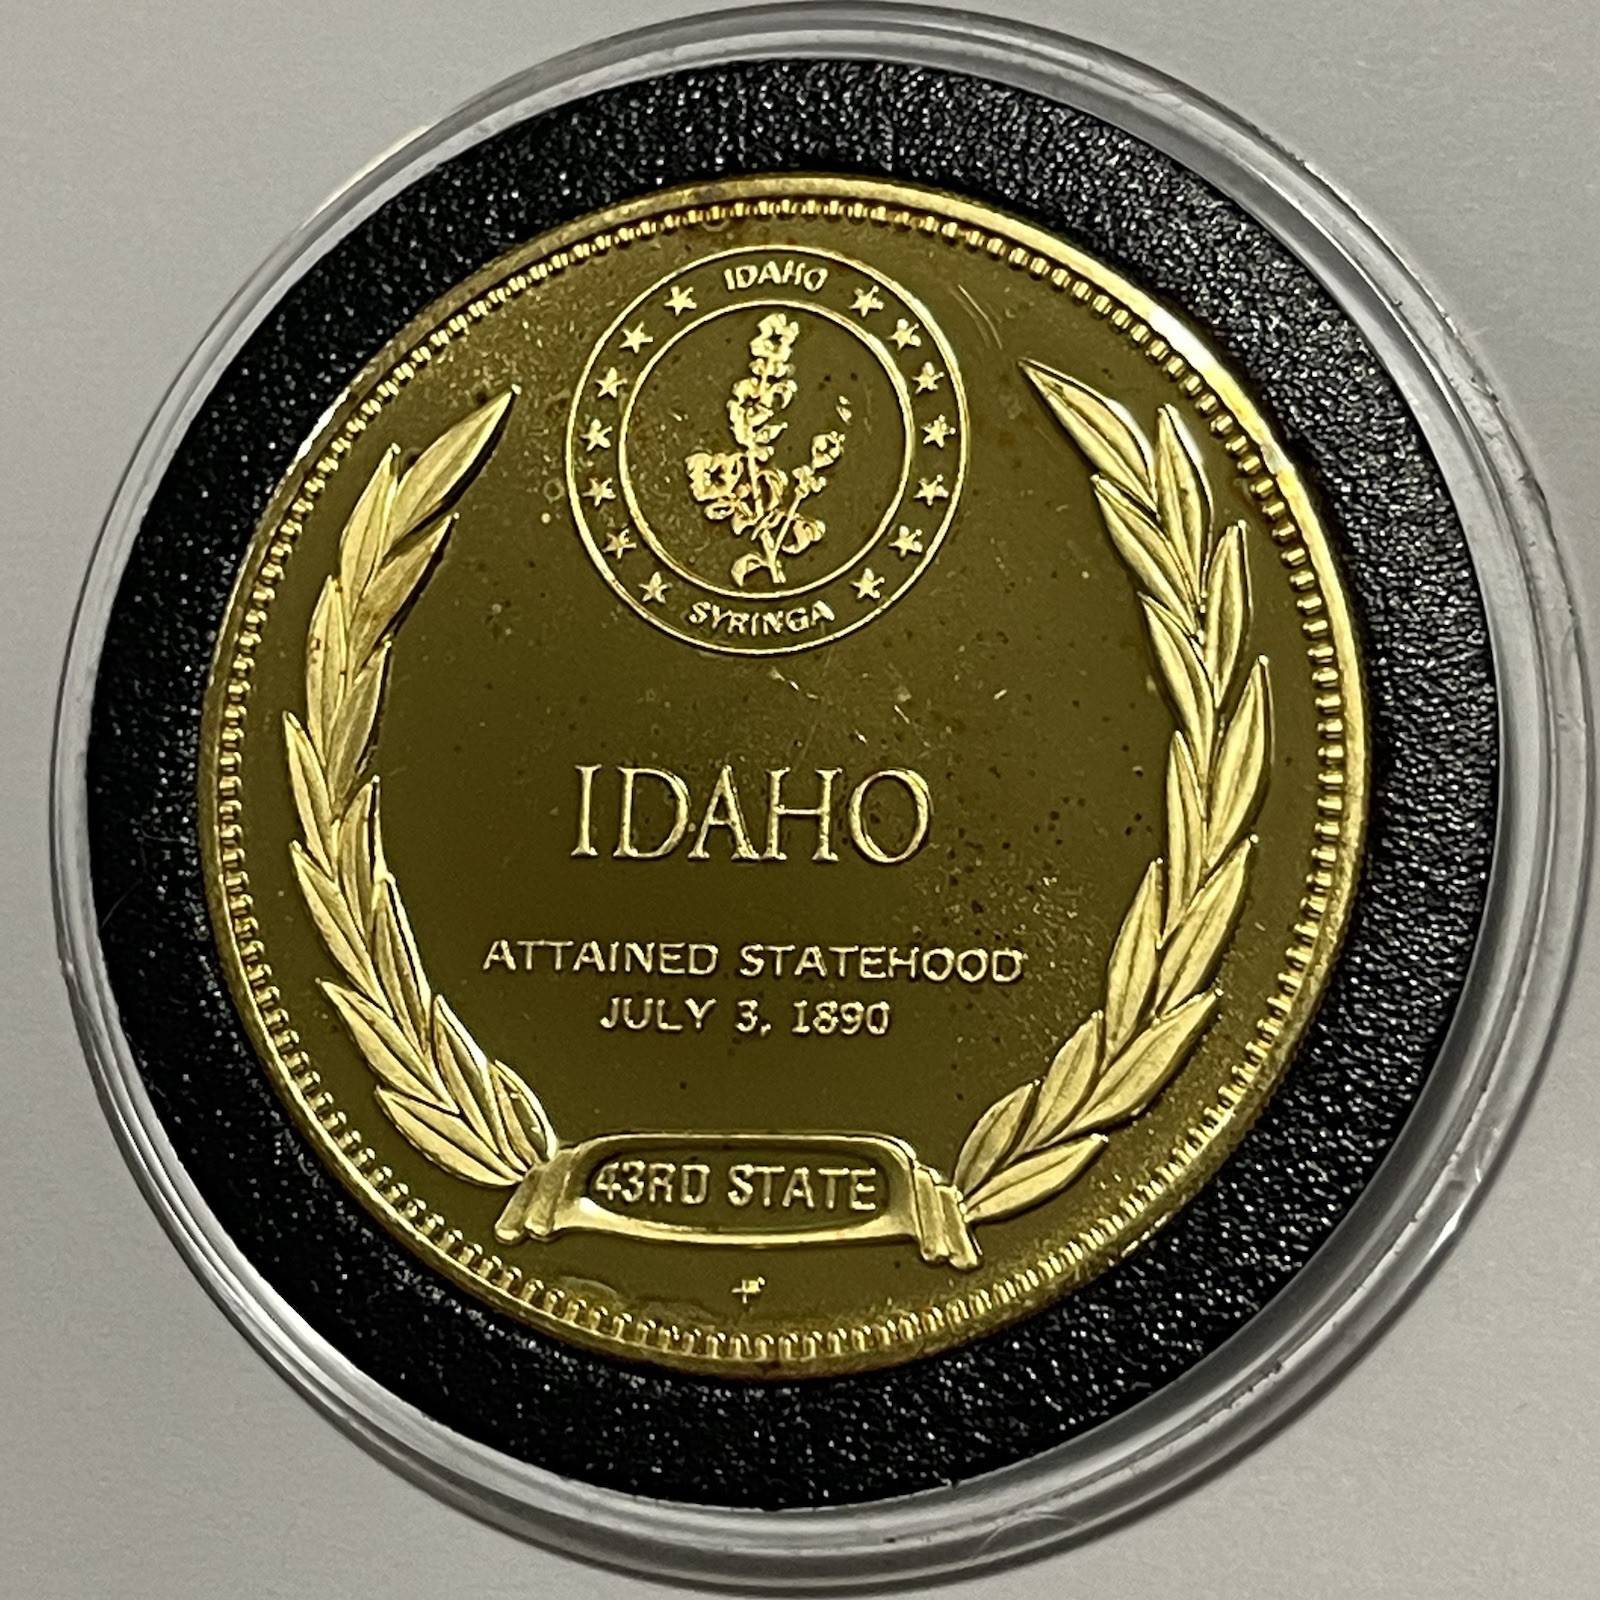 IDAHO
SYRINGA
IDAHO
ATTAINED STATEHOOD
JULY 3, 1890
43RD STATE